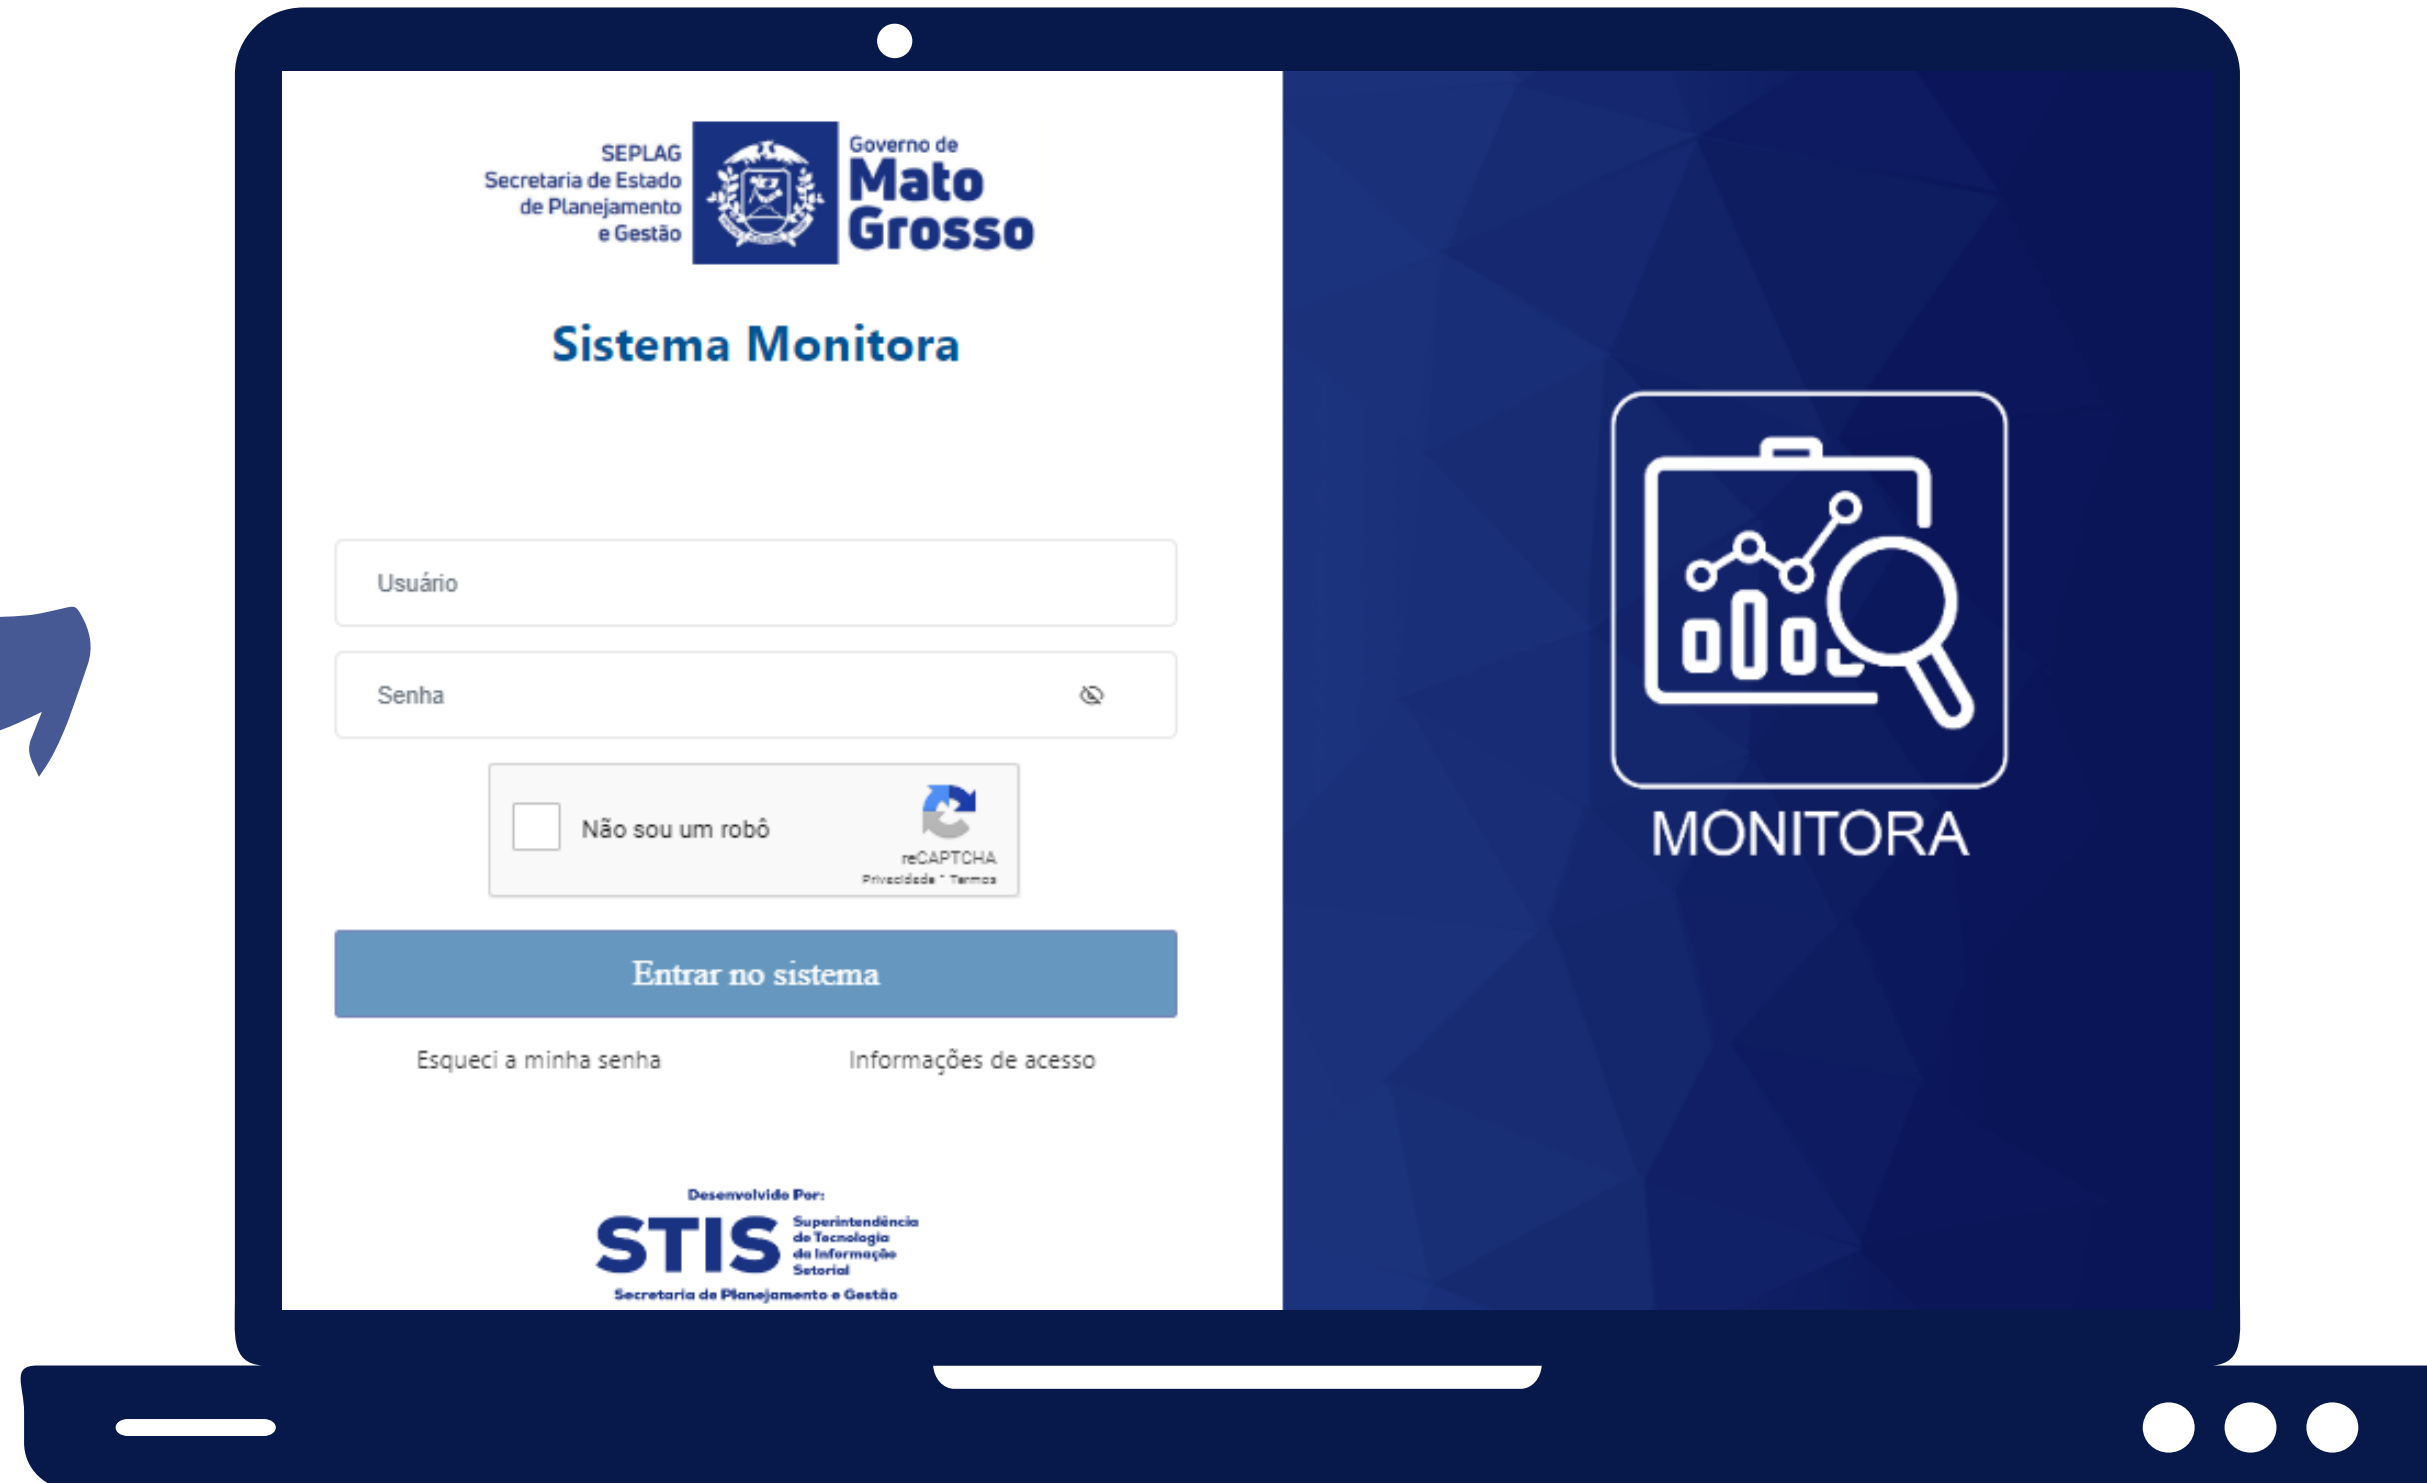 SEPLAG
Secretaria de Estado
de Planejamento
e Gestão
Governo de
Mato
Grosso
Sistema Monitora
Usuário
Senha
Não sou um robô
reCAPTCHA
Privacidade - Termos
Entrar no sistema
Esqueci a minha senha
Informações de acesso
Desenvolvido Por:
STIS
Superintendência
de Tecnologia
da Informação
Setorial
Secretaria de Planejamento e Gestão
MONITORA